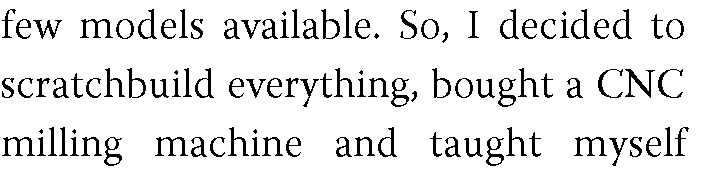 few models available. So, I decided to
scratchbuild everything, bought a CNC
milling machine and taught myself